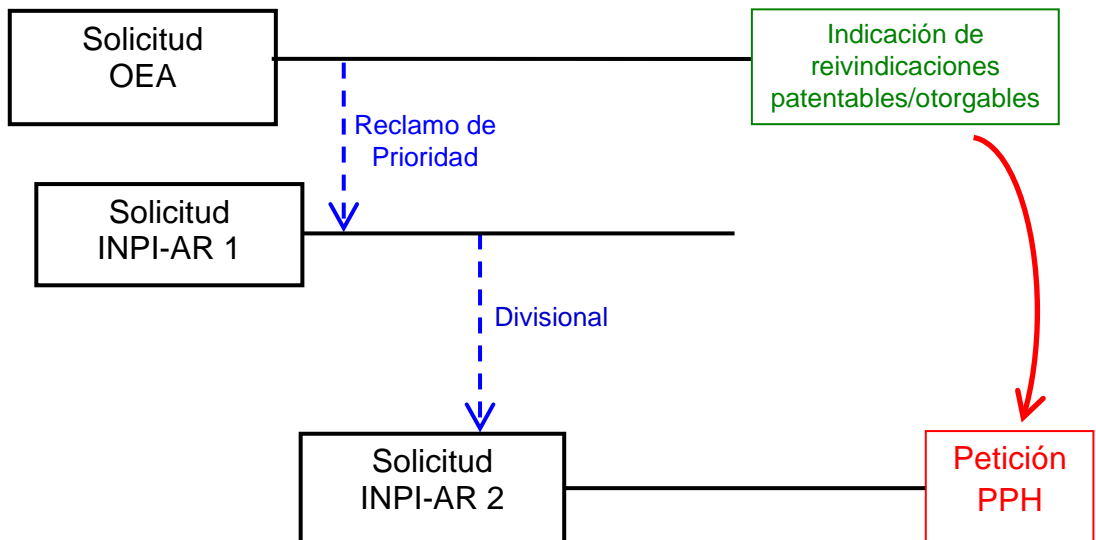 Solicitud
OEA
Indicación de
reivindicaciones
patentables/otorgables
Reclamo de
Prioridad
Solicitud
INPI-AR 1
Divisional
Solicitud
INPI-AR 2
Petición
PPH